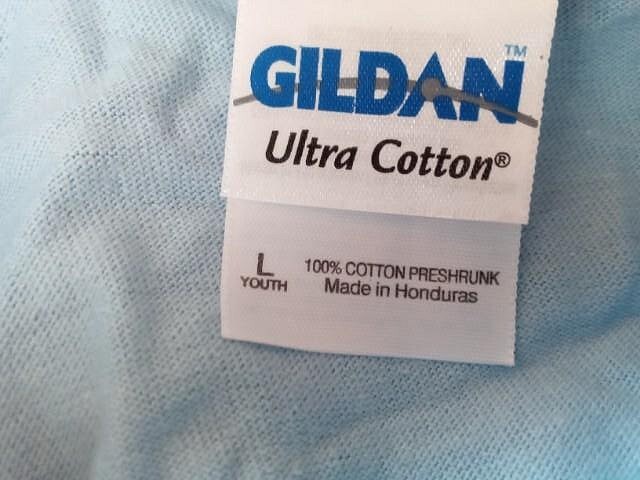 GILDAN™
Ultra Cotton®
L
YOUTH
100% COTTON PRESHRUNK
Made in Honduras